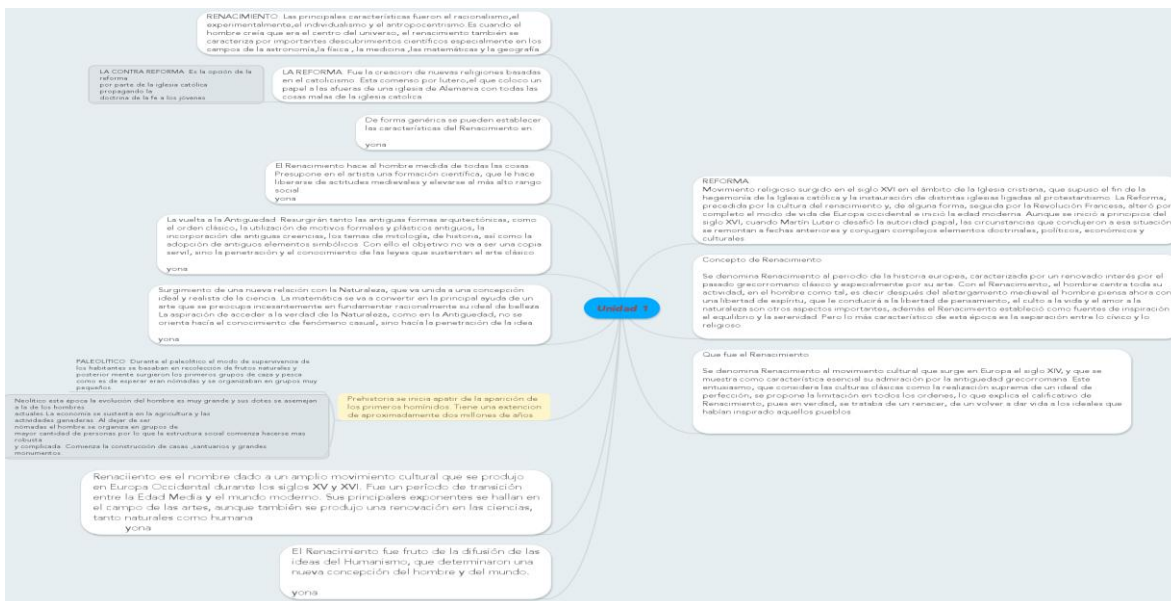 RENACIMIENTO. Las principales características fueron el racionalismo,el
experimentalmente,el individualismo y el antropocentrismo. Es cuando el
hombre creía que era el centro del universo, el renacimiento también se
caracteriza por importantes descubrimientos científicos especialmente en los
campos de la astronomía,la física , la medicina ,las matemáticas y la geografía
LA CONTRA REFORMA. Es la opción de la
reforma
por parte de la iglesia católica
propagando la
doctrina de la fe a los jóvenes
LA REFORMA. Fue la creacion de nuevas religiones basadas
en el catolicismo. Esta comenso por lutero,el que coloco un
papel a las afueras de una iglesia de Alemania con todas las
cosas malas de la iglesia catolica
De forma genérica se pueden establecer
las características del Renacimiento en
yona
El Renacimiento hace al hombre medida de todas las cosas.
Presupone en el artista una formación científica, que le hace
liberarse de actitudes medievales y elevarse al más alto rango
social.
yona
La vuelta a la Antigüedad. Resurgirán tanto las antiguas formas arquitectónicas, como
el orden clásico, la utilización de motivos formales y plásticos antiguos, la
incorporación de antiguas creencias, los temas de mitología, de historia, así como la
adopción de antiguos elementos simbólicos. Con ello el objetivo no va a ser una copia
servil, sino la penetración y el conocimiento de las leyes que sustentan el arte clásico.
yona
Surgimiento de una nueva relación con la Naturaleza, que va unida a una concepción
ideal y realista de la ciencia. La matemática se va a convertir en la principal ayuda de un
arte que se preocupa incesantemente en fundamentar racionalmente su ideal de belleza.
La aspiración de acceder a la verdad de la Naturaleza, como en la Antigüedad, no se
orienta hacia el conocimiento de fenómeno casual, sino hacia la penetración de la idea.
yona
PALEOLÍTICO. Durante el paleolítico el modo de supervivanos de
los habitantes se basaban en recolección de frutos naturales y
posterior mente surgieron los primeros grupos de caza y pesca
como es de esperar eran nómadas y se organizaban en grupos muy
pequeños
Neolítico esta época la evolución del hombre es muy grande y sus dotes se asemejan
a la de los hombres
actuales La economía se sustenta en la agricultura y las
actividades ganaderas. Al dejar de ser
nómadas el hombre se organza en grupos de
mayor cantidad de personas por lo que la estructura social comienza hacerse mas
robusta
y complicada. Comienza la construcción de casas ,santuarios y grandes
monumentos
Prehistoria se inicia apatir de la aparición de
los primeros homínidos. Tiene una extencion
de aproximadamente dos millones de años
Renaciiento es el nombre dado a un amplio movimiento cultural que se produjo
en Europa Occidental durante los siglos XV y XVI. Fue un período de transición
entre la Edad Media y el mundo moderno. Sus principales exponentes se hallan en
el campo de las artes, aunque también se produjo una renovación en las ciencias,
tanto naturales como humana
yona
El Renacimiento fue fruto de la difusión de las
ideas del Humanismo, que determinaron una
nueva concepción del hombre y del mundo.
yona
Unidad 1
REFORMA
Movimiento religioso surgido en el siglo XVI en el ámbito de la Iglesia cristiana, que supuso el fin de la
hegemonía de la Iglesia católica y la instauración de distintas iglesias ligadas al protestantismo. La Reforma,
precedida por la cultura del renacimiento y, de alguna forma, seguida por la Revolución Francesa, alteró por
completo el modo de vida de Europa occidental e inició la edad moderna. Aunque se inició a principios del
siglo XVI, cuando Martín Lutero desafió la autoridad papal, las circunstancias que condujeron a esa situación
se remontan a fechas anteriores y conjugan complejos elementos doctrinales, políticos, económicos y
culturales
Concepto de Renacimiento
Se denomina Renacimiento al período de la historia europea, caracterizada por un renovado interés por el
pasado grecorromano clásico y especialmente por su arte. Con el Renacimiento, el hombre centra toda su
actividad, en el hombre como tal, es decir después del aletargamiento medieval el hombre piensa ahora con
una libertad de espíritu, que le conducirá a la libertad de pensamiento, el culto a la vida y el amor a la
naturaleza son otros aspectos importantes, además el Renacimiento estableció como fuentes de inspiración
el equilibrio y la serenidad. Pero lo más característico de esta época es la separación entre lo cívico y lo
religioso
Que fue el Renacimiento
Se denomina Renacimiento al movimiento cultural que surge en Europa el siglo XIV, y que se
muestra como característica esencial su admiración por la antigüedad grecorromana. Este
entusiasmo, que considera las culturas clásicas como la realización suprema de un ideal de
perfección, se propone la limitación en todos los ordenes, lo que explica el calificativo de
Renacimiento, pues en verdad, se trataba de un renacer, de un volver a dar vida a los ideales que
habían inspirado aquellos pueblos